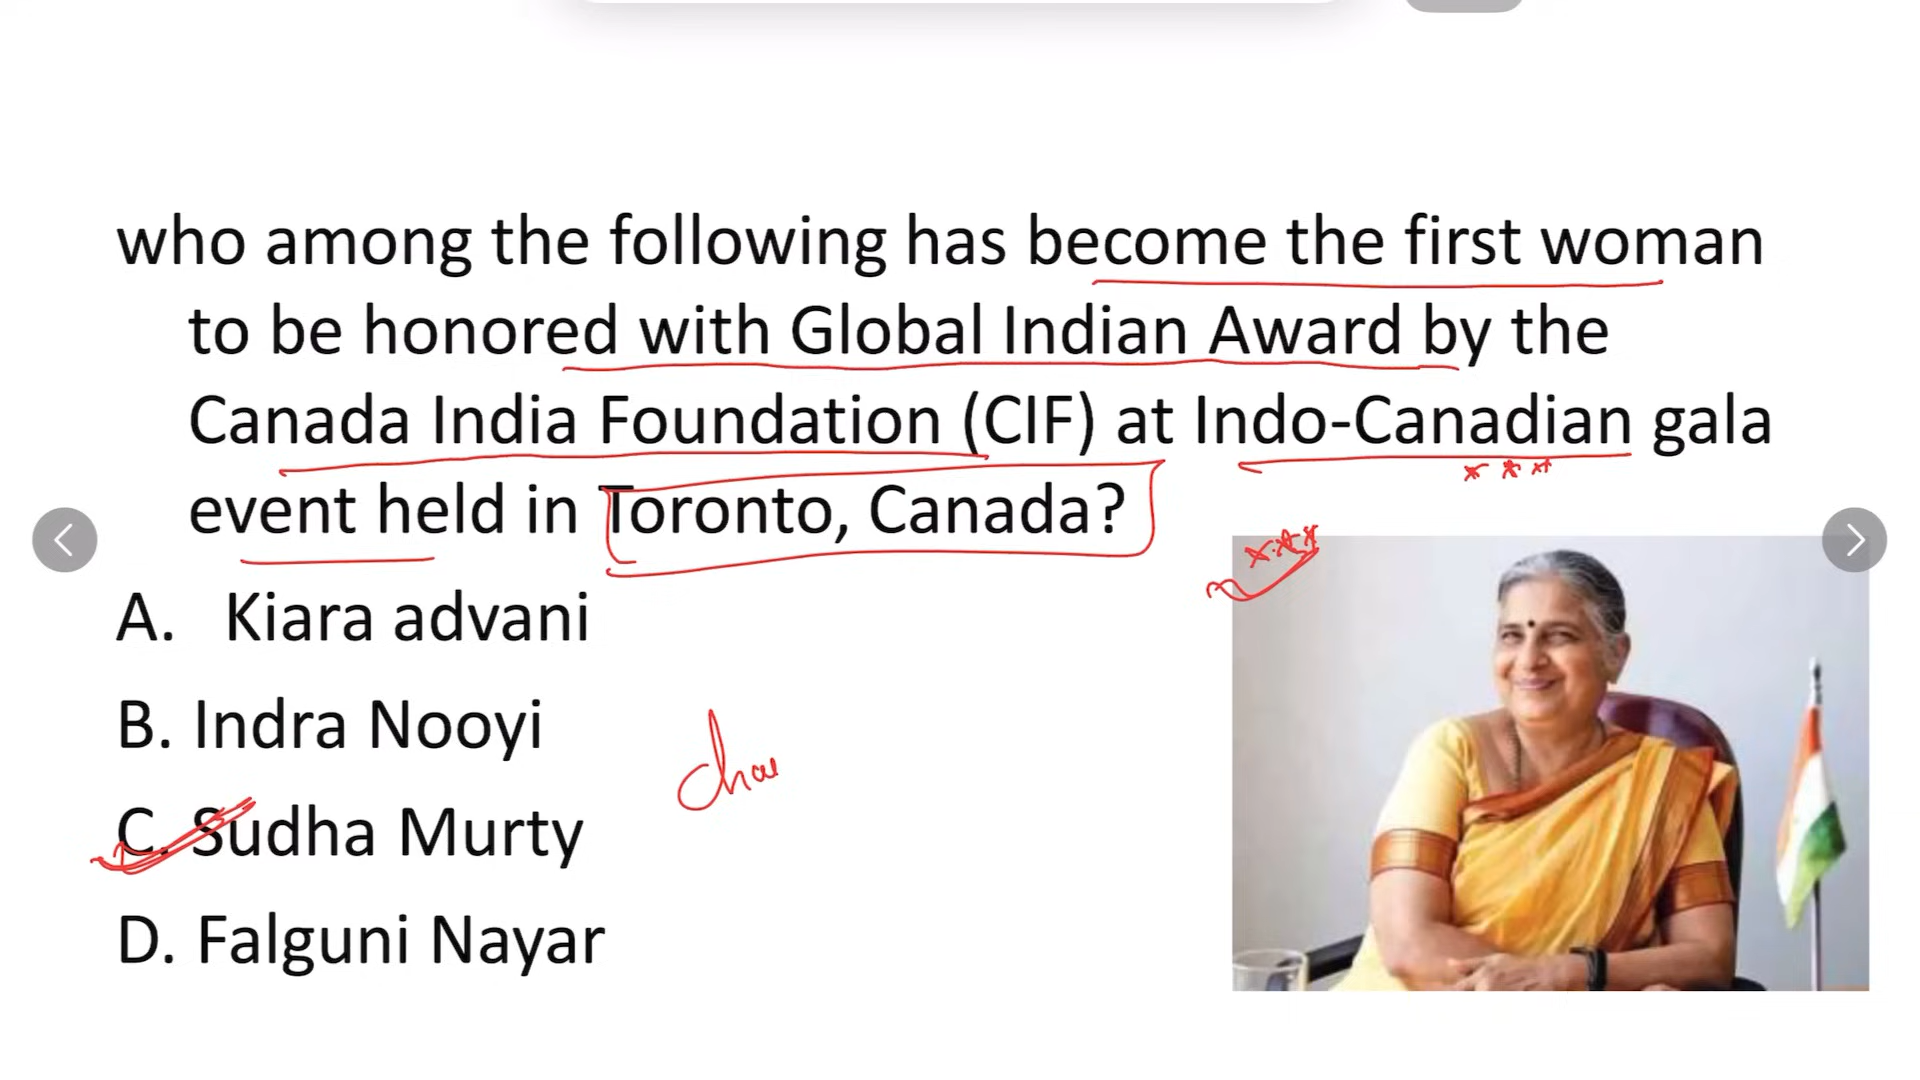 who among the following has become the first woman
to be honored with Global Indian Award by the
Canada India Foundation (CIF) at Indo-Canadian gala
event held in Toronto, Canada?
A. Kiara advani
B. Indra Nooyi
C. Sudha Murty
D. Falguni Nayar